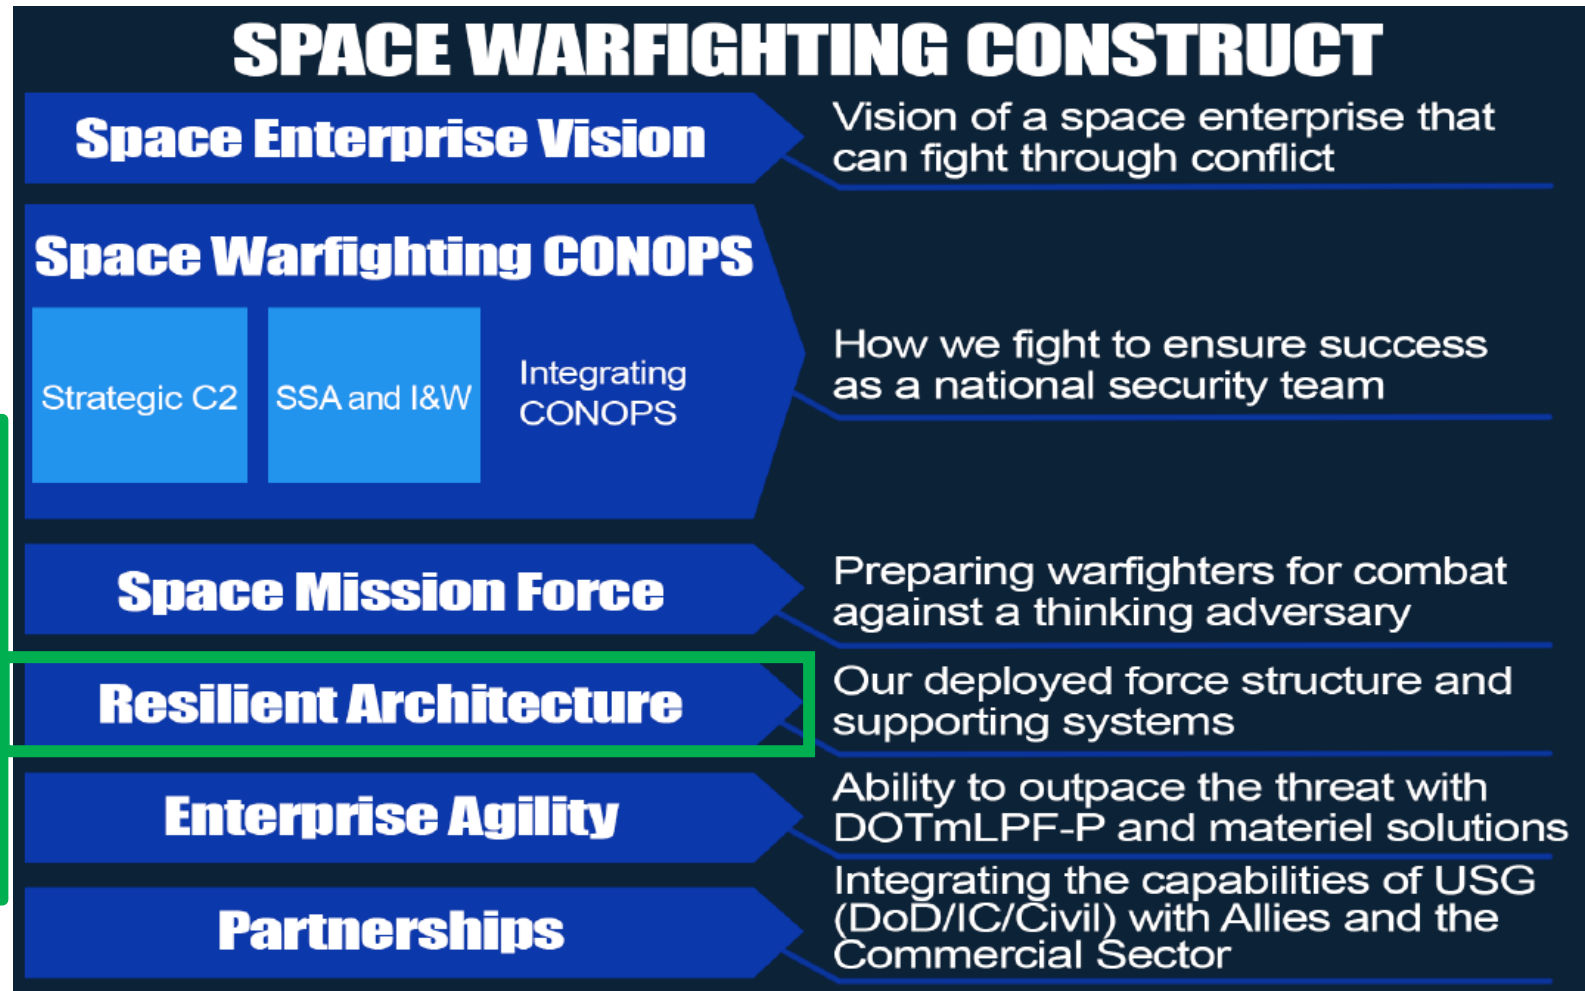 SPACE WARFIGHTING CONSTRUCT
Space Enterprise Vision
Vision of a space enterprise that
can fight through conflict
Space Warfighting CONOPS
Strategic C2
SSA and I&W
Integrating
CONOPS
How we fight to ensure success
as a national security team
Space Mission Force
Preparing warfighters for combat
against a thinking adversary
Resilient Architecture
Our deployed force structure and
supporting systems
Enterprise Agility
Ability to outpace the threat with
DOTmLPF-P and materiel solutions
Partnerships
Integrating the capabilities of USG
(DoD/IC/Civil) with Allies and the
Commercial Sector